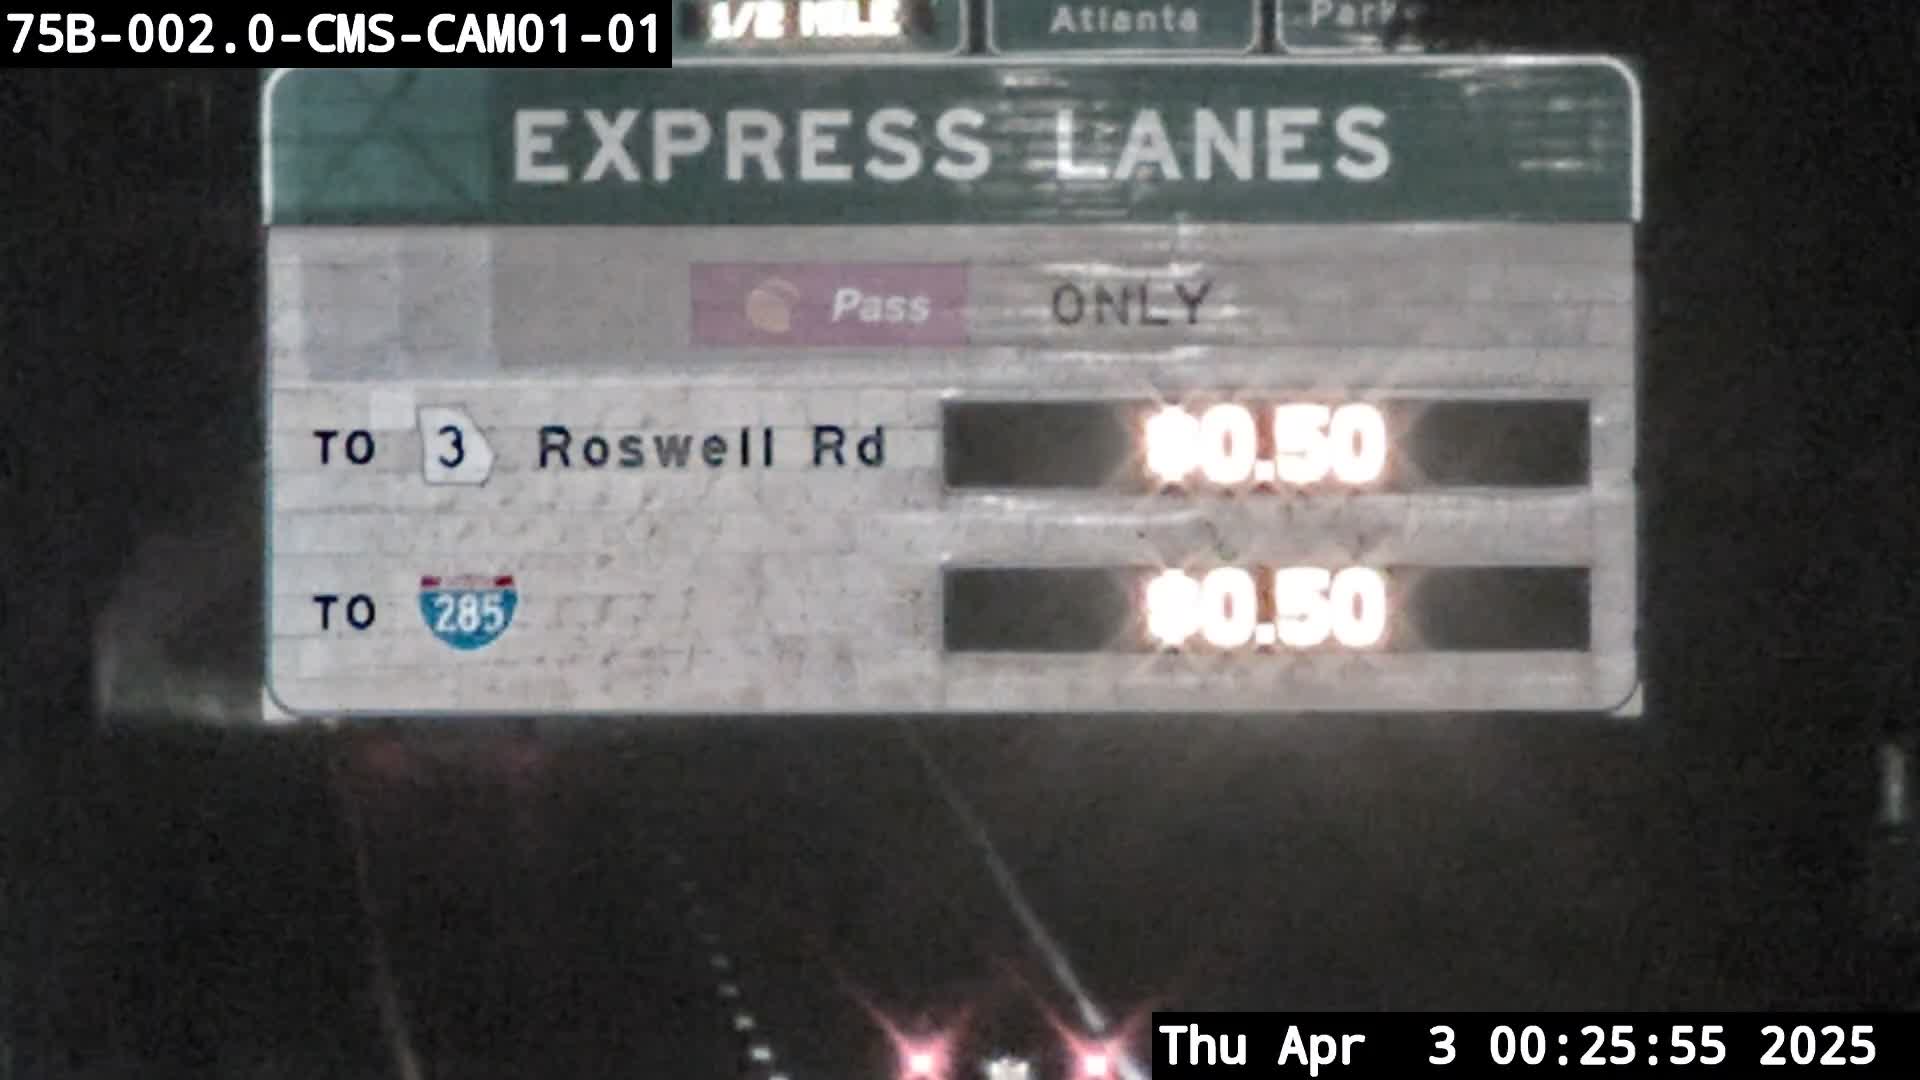 75B-002.0-CMS-CAM01-01
1/2 MILE
Atlanta
Park
EXPRESS LANES
Pass ONLY
TO 3 Roswell Rd $0.50
TO 285 $0.50
Thu Apr 3 00:25:55 2025